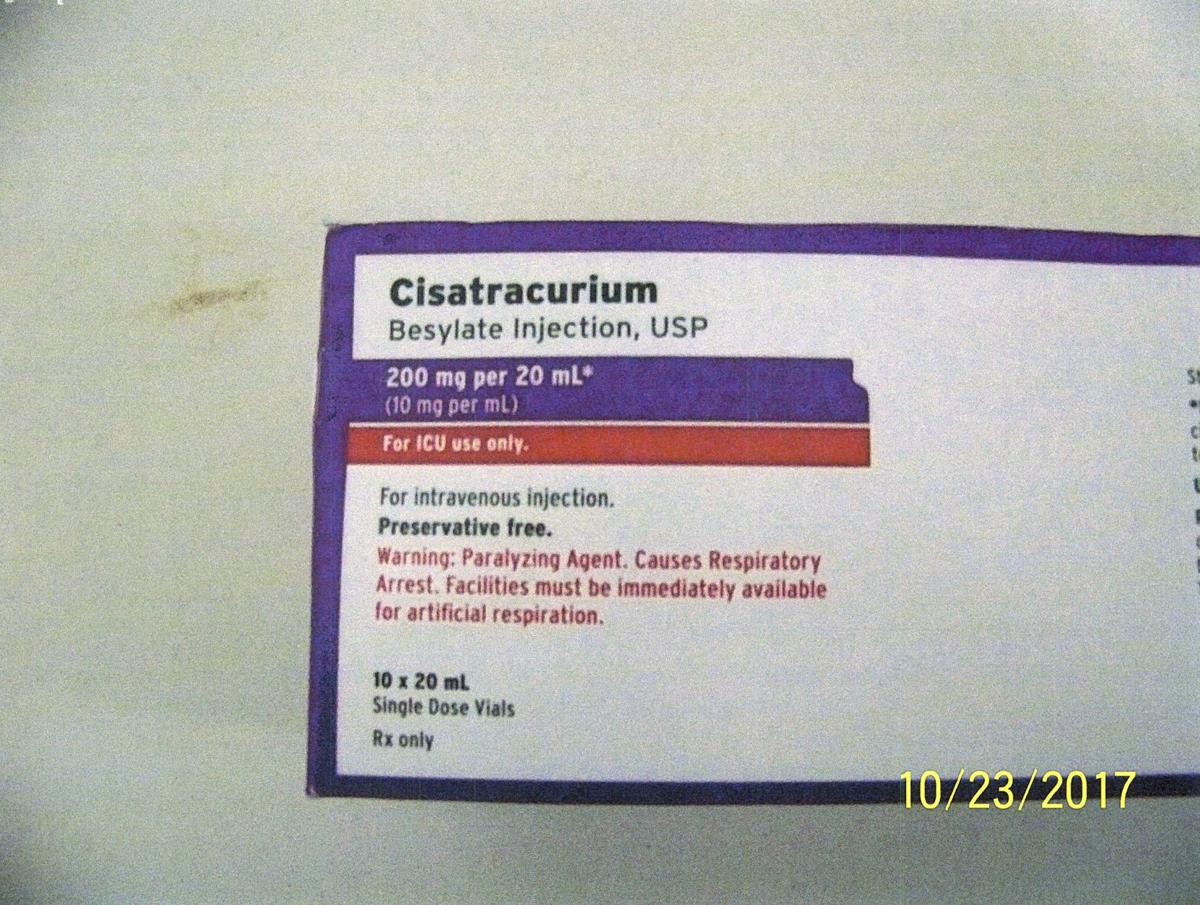 Cisatracurium
Besylate Injection, USP
200 mg per 20 mL*
(10 mg per mL)
For ICU use only.
For intravenous injection.
Preservative free.
Warning: Paralyzing Agent. Causes Respiratory
Arrest. Facilities must be immediately available
for artificial respiration.
10 x 20 mL
Single Dose Vials
Rx only
10/23/2017